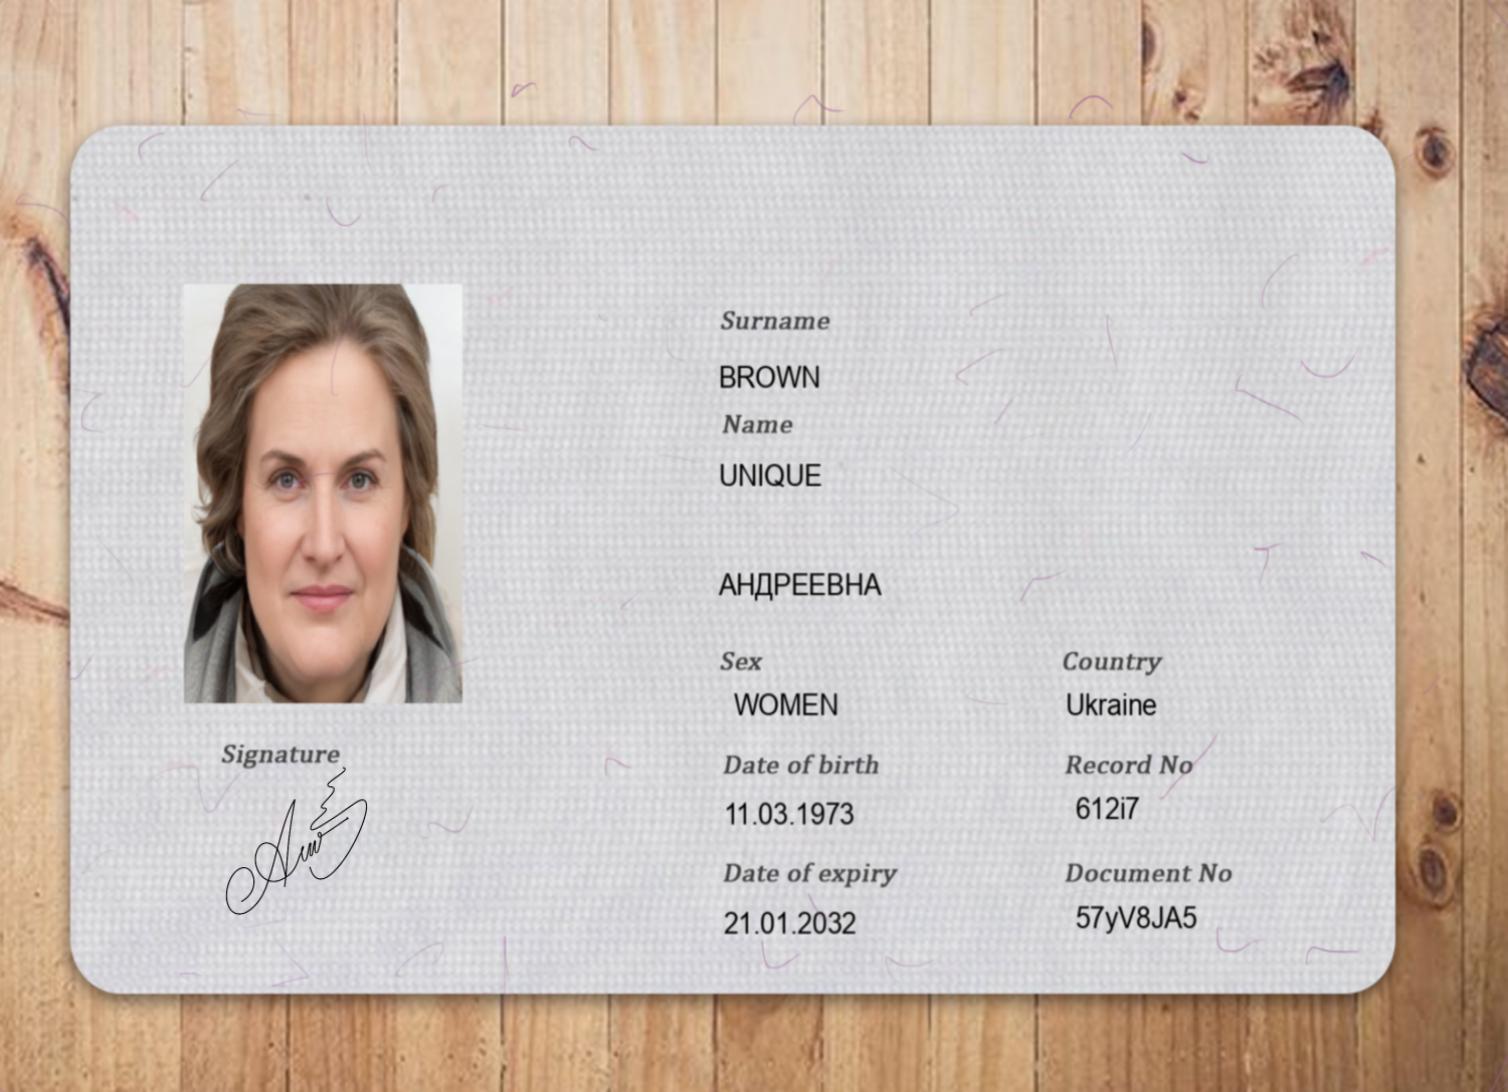 Surname
BROWN
Name
UNIQUE
АНДРЕЕВНА
Sex
WOMEN
Country
Ukraine
Date of birth
11.03.1973
Record No
612i7
Date of expiry
21.01.2032
Document No
57yV8JA5
Signature